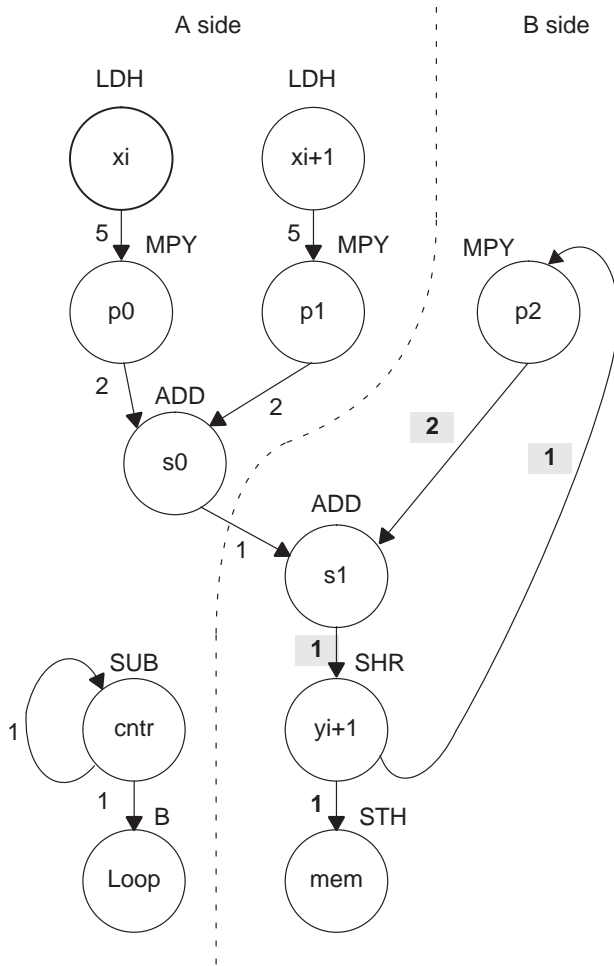 A side
B side
LDH
LDH
xi
xi+1
5
MPY
5
MPY
MPY
p0
p1
p2
2
ADD
2
2
1
s0
ADD
1
s1
1
SHR
SUB
1
cntr
yi+1
1
B
1
STH
Loop
mem